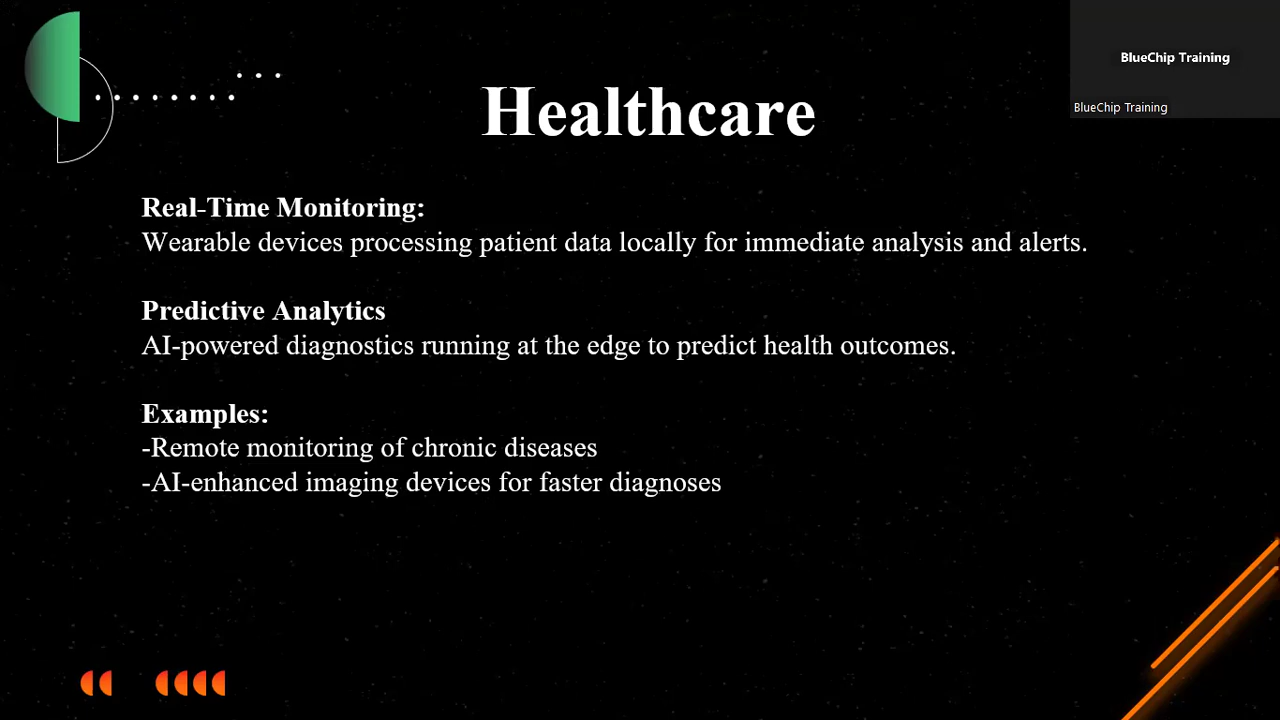 BlueChip Training
BlueChip Training
Healthcare
Real-Time Monitoring:
Wearable devices processing patient data locally for immediate analysis and alerts.
Predictive Analytics
AI-powered diagnostics running at the edge to predict health outcomes.
Examples:
-Remote monitoring of chronic diseases
-AI-enhanced imaging devices for faster diagnoses